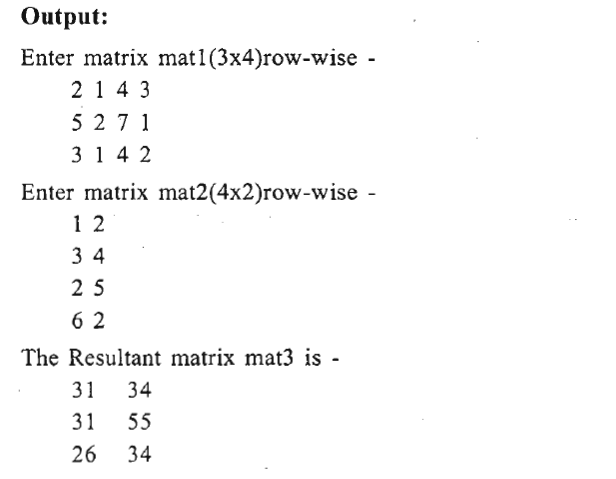 Output:
Enter matrix mat1(3x4)row-wise -
2 1 4 3
5 2 7 1
3 1 4 2
Enter matrix mat2(4x2)row-wise -
1 2
3 4
2 5
6 2
The Resultant matrix mat3 is -
31 34
31 55
26 34